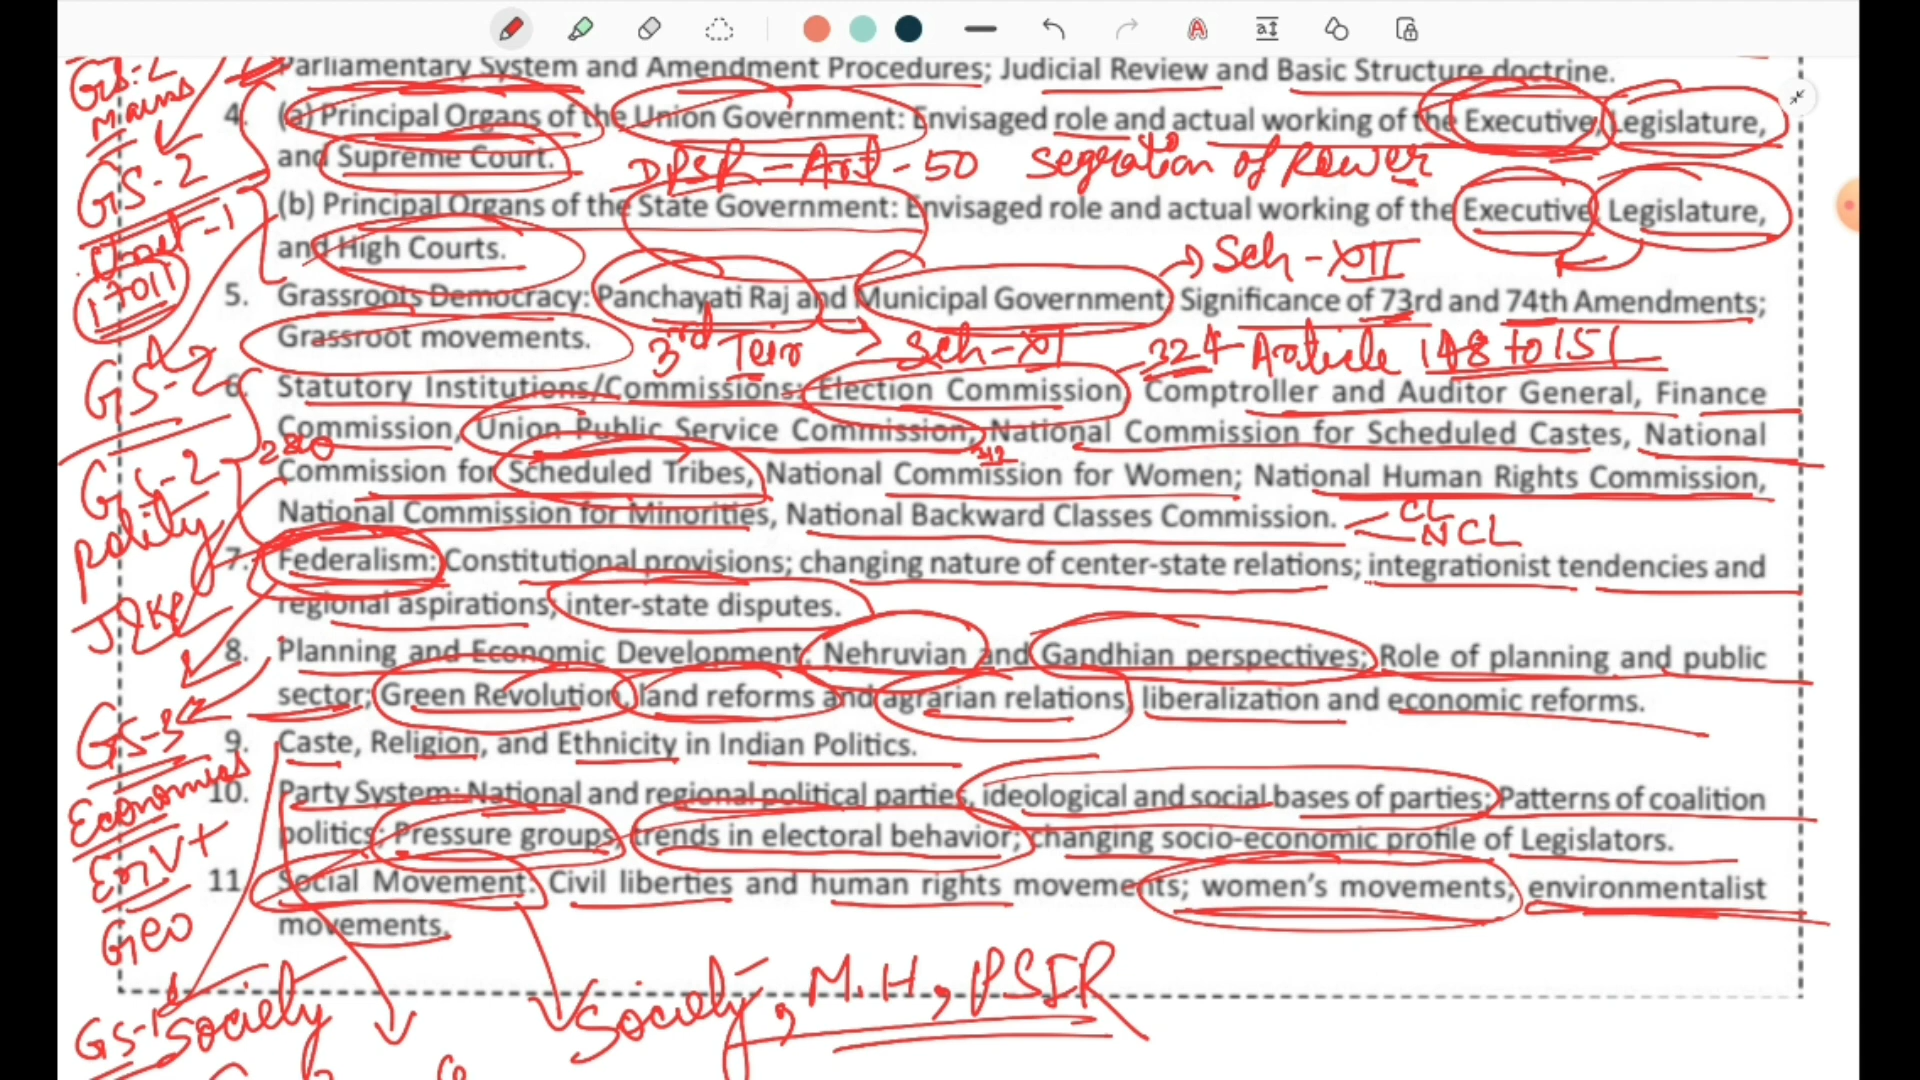 Parliamentary System and Amendment Procedures; Judicial Review and Basic Structure doctrine.
GS-2
Mains
4. (a) Principal Organs of the Union Government: Envisaged role and actual working of the Executive, Legislature,
and Supreme Court.
DPSP - Art - 50 Segration of Power
GS-2
(b) Principal Organs of the State Government: Envisaged role and actual working of the Executive, Legislature,
and High Courts.
Sch-XII
5. Grassroots Democracy: Panchayati Raj and Municipal Government; Significance of 73rd and 74th Amendments;
Grassroot movements.
3rd Teir Sch-XI 324 Article 148 to 151
GS-2
6. Statutory Institutions/Commissions: Election Commission, Comptroller and Auditor General, Finance
Commission, Union Public Service Commission, National Commission for Scheduled Castes, National
280
Commission for Scheduled Tribes, National Commission for Women; National Human Rights Commission,
National Commission for Minorities, National Backward Classes Commission.
CL
NCL
GS-2
polity
J&K
7. Federalism: Constitutional provisions; changing nature of center-state relations; integrationist tendencies and
regional aspirations; inter-state disputes.
8. Planning and Economic Development: Nehruvian and Gandhian perspectives; Role of planning and public
sector; Green Revolution, land reforms and agrarian relations; liberalization and economic reforms.
GS-3
Economics
Env +
Geo
9. Caste, Religion, and Ethnicity in Indian Politics.
10. Party System: National and regional political parties, ideological and social bases of parties; Patterns of coalition
politics; Pressure groups, trends in electoral behavior; changing socio-economic profile of Legislators.
11. Social Movement: Civil liberties and human rights movements; women's movements; environmentalist
movements.
Society, M.H, PSIR
GS-1 Society